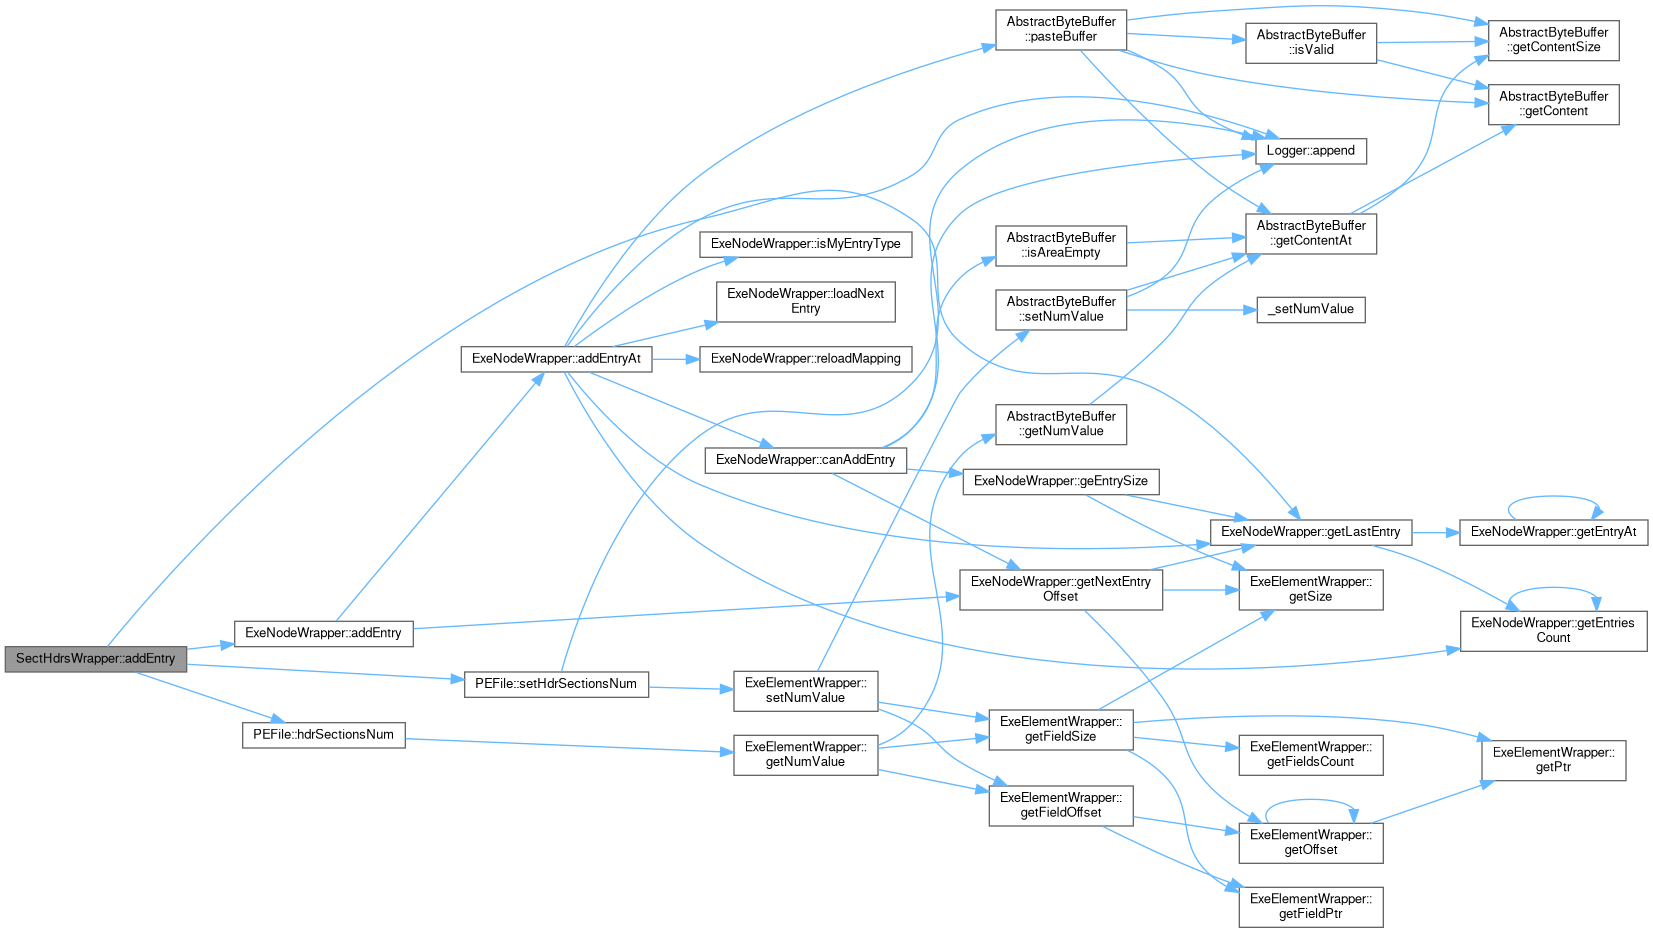 SectHdrsWrapper::addEntry
ExeNodeWrapper::addEntry
PEFile::hdrSectionsNum
ExeNodeWrapper::addEntryAt
PEFile::setHdrSectionsNum
ExeNodeWrapper::isMyEntryType
ExeNodeWrapper::loadNext
Entry
ExeNodeWrapper::reloadMapping
ExeNodeWrapper::canAddEntry
ExeElementWrapper::
setNumValue
ExeElementWrapper::
getNumValue
AbstractByteBuffer
::pasteBuffer
AbstractByteBuffer
::isAreaEmpty
AbstractByteBuffer
::setNumValue
AbstractByteBuffer
::getNumValue
ExeNodeWrapper::geEntrySize
ExeNodeWrapper::getNextEntry
Offset
ExeElementWrapper::
getFieldSize
ExeElementWrapper::
getFieldOffset
AbstractByteBuffer
::isValid
Logger::append
AbstractByteBuffer
::getContentAt
_setNumValue
ExeNodeWrapper::getLastEntry
ExeElementWrapper::
getSize
ExeElementWrapper::
getFieldsCount
ExeElementWrapper::
getOffset
ExeElementWrapper::
getFieldPtr
AbstractByteBuffer
::getContentSize
AbstractByteBuffer
::getContent
ExeNodeWrapper::getEntryAt
ExeNodeWrapper::getEntries
Count
ExeElementWrapper::
getPtr